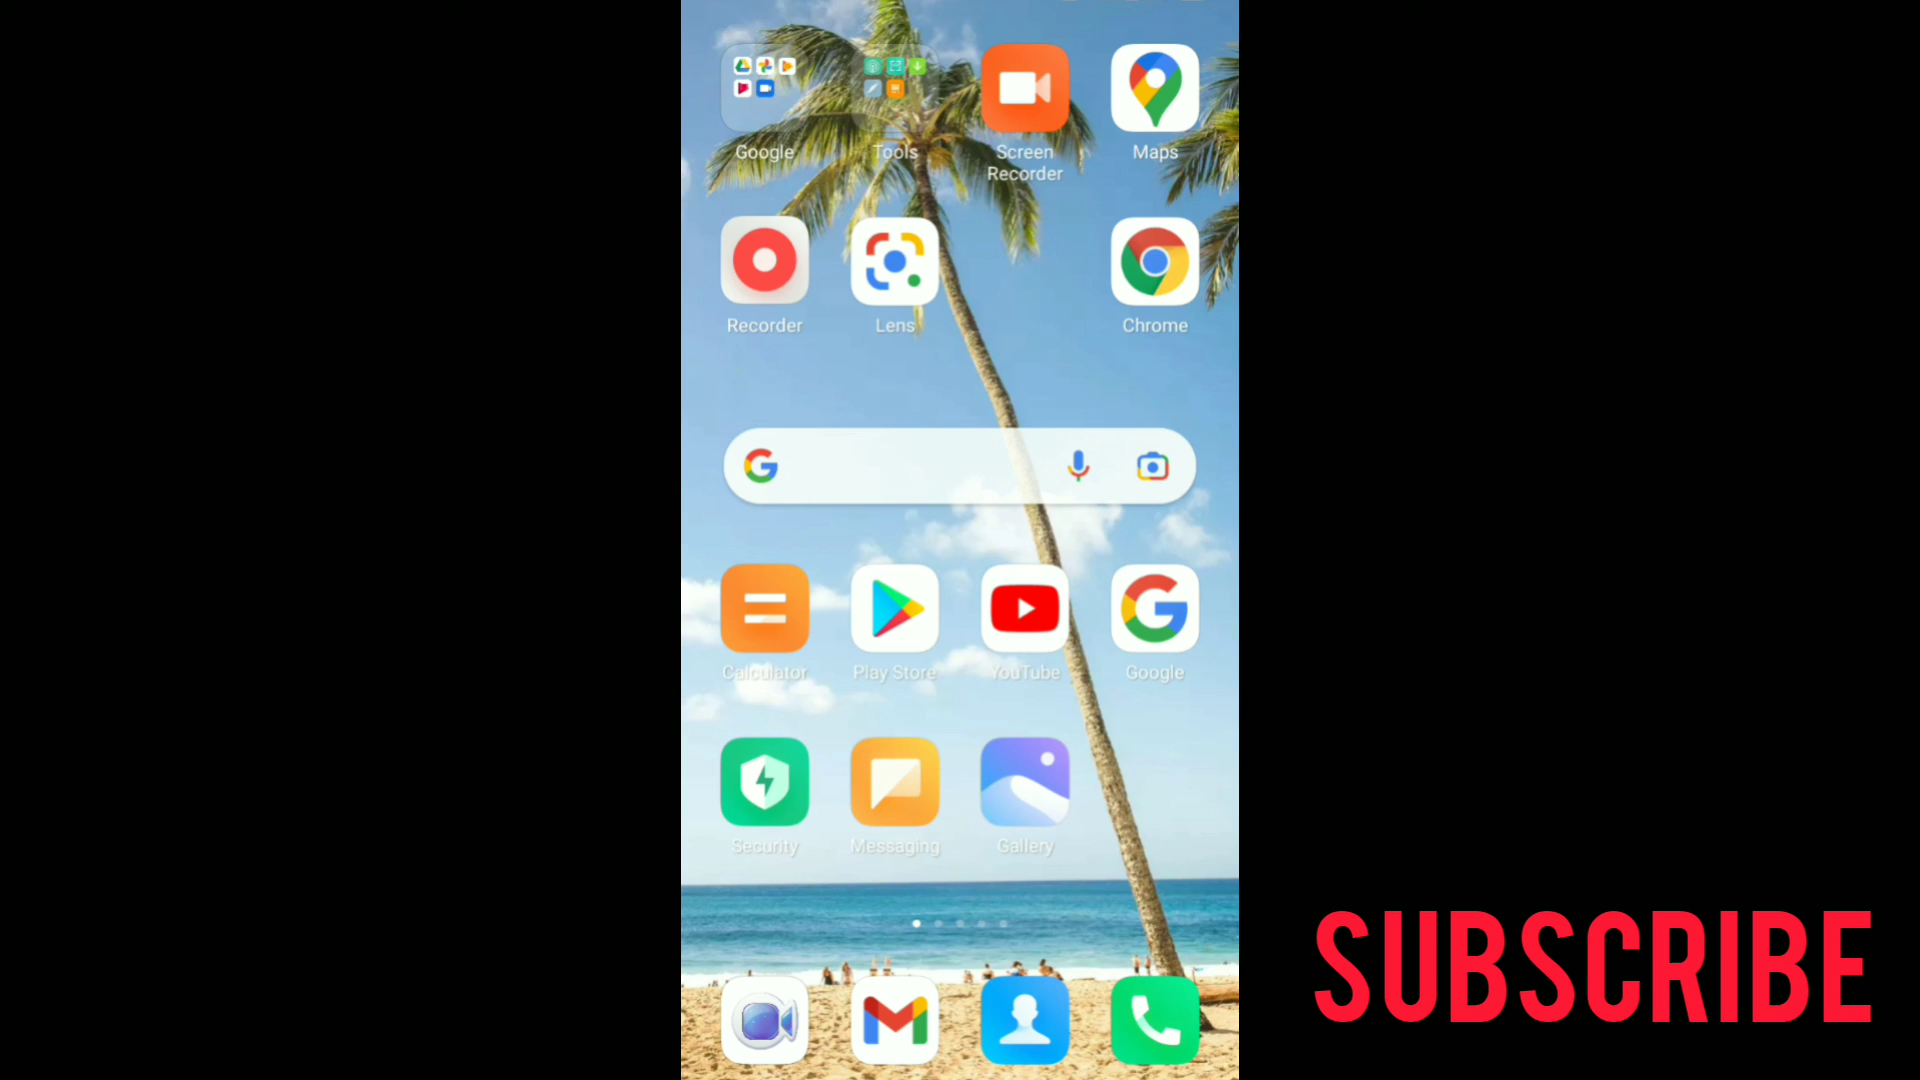 Google Tools Screen Recorder Maps
Recorder Lens Chrome
Calculator Play Store YouTube Google
Security Messaging Gallery
SUBSCRIBE